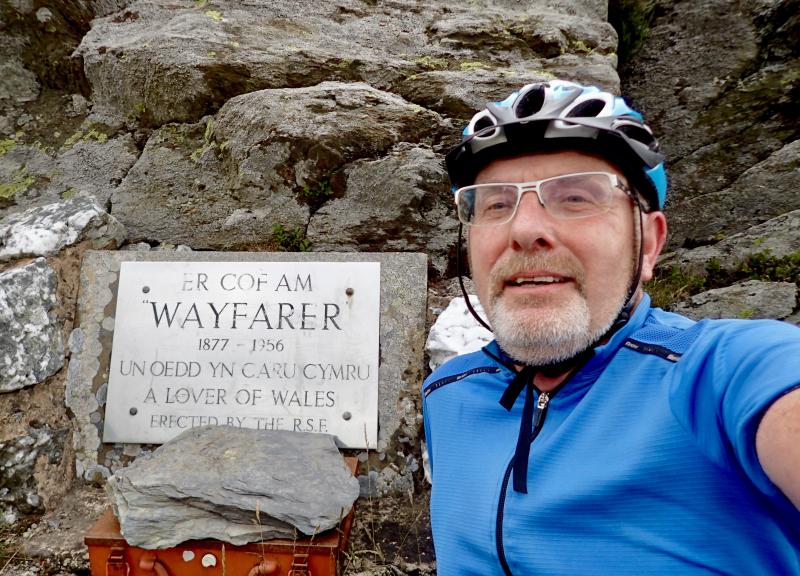 ER COF AM
"WAYFARER"
1877 - 1956
UN OEDD YN CARU CYMRU
A LOVER OF WALES
ERECTED BY THE R.S.F.